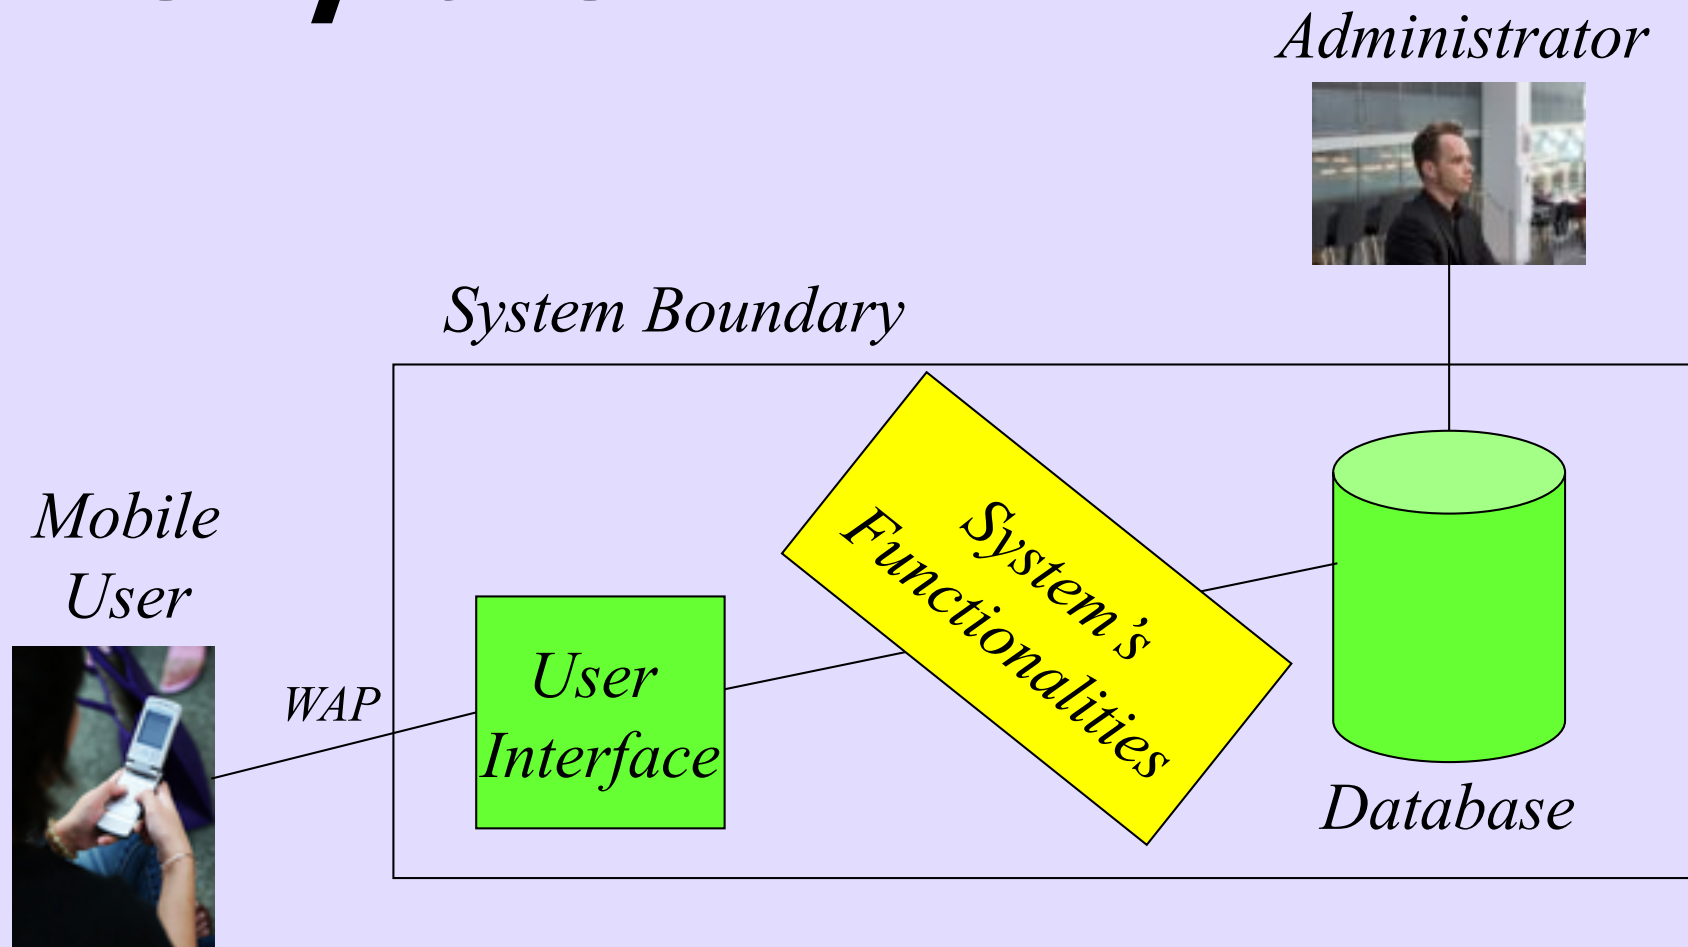 Administrator
System Boundary
Mobile
User
WAP
User
Interface
System’s
Functionalities
Database